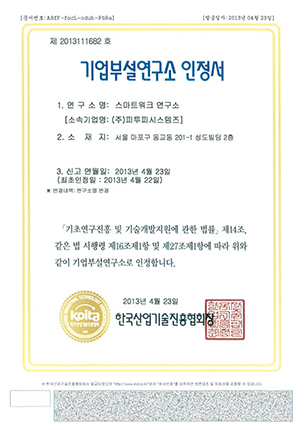 [문서번호: ARfF-focL-oduh-FbRa] [발급일자:2013년 04월 23일]
제 2013111682 호
기업부설연구소 인정서
1. 연 구 소 명: 스마트워크 연구소
[소속기업명: (주)피투피시스템즈]
2. 소 재 지: 서울 마포구 동교동 201-1 성도빌딩 2층
3. 신고 연월일: 2013년 4월 23일
(최초인정일 : 2013년 4월 22일)
※ 변경내역: 연구소명 변경
「기초연구진흥 및 기술개발지원에 관한 법률」제14조,
같은 법 시행령 제16조제1항 및 제27조제1항에 따라 위와
같이 기업부설연구소로 인정합니다.
2013년 4월 23일
koita
한국산업기술진흥협회장